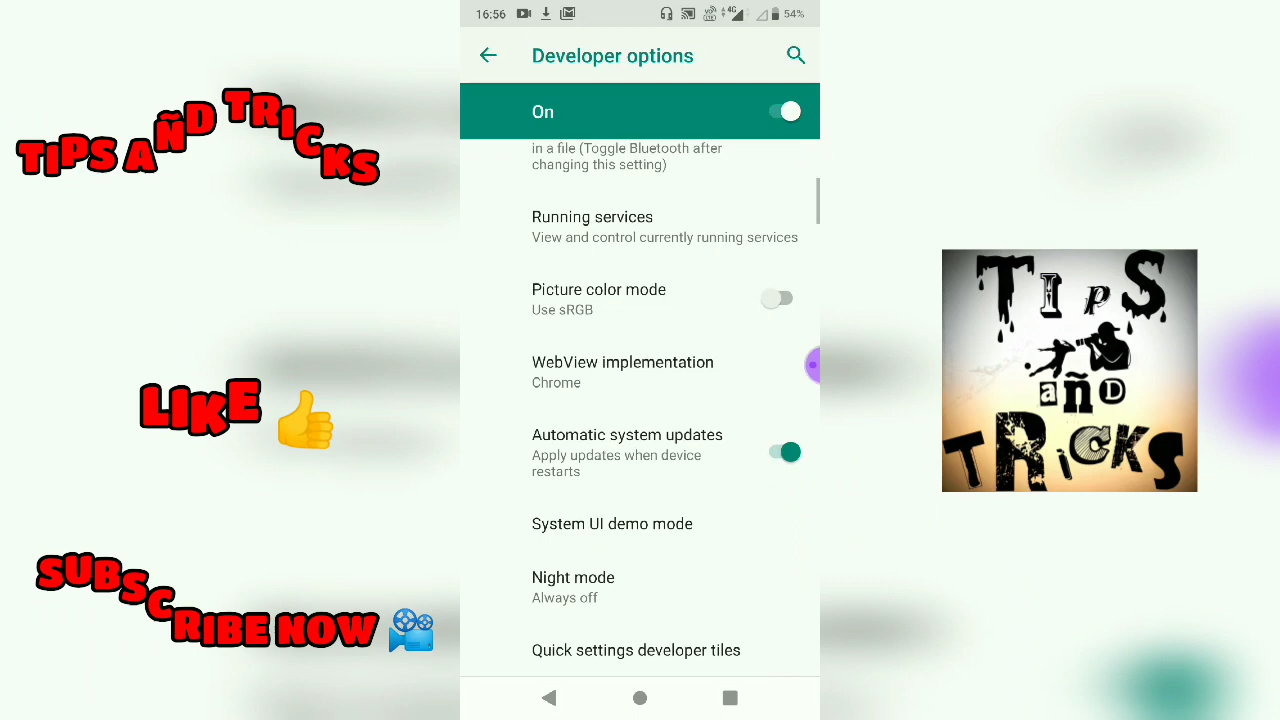 16:56
4G
54%
Developer options
On
in a file (Toggle Bluetooth after
changing this setting)
Running services
View and control currently running services
Picture color mode
Use sRGB
WebView implementation
Chrome
Automatic system updates
Apply updates when device
restarts
System UI demo mode
Night mode
Always off
Quick settings developer tiles
TIPS AÑD TRICKS
LIKE 👍
SUBSCRIBE NOW 🎥
TIPS
añD
TRiCKS